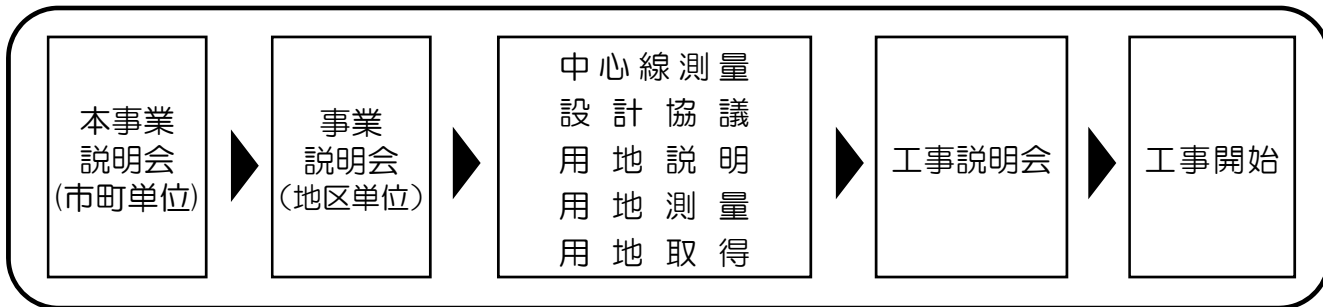 本事業
説明会
(市町単位)
事業
説明会
(地区単位)
中心線測量
設計協議
用地説明
用地測量
用地取得
工事説明会
工事開始